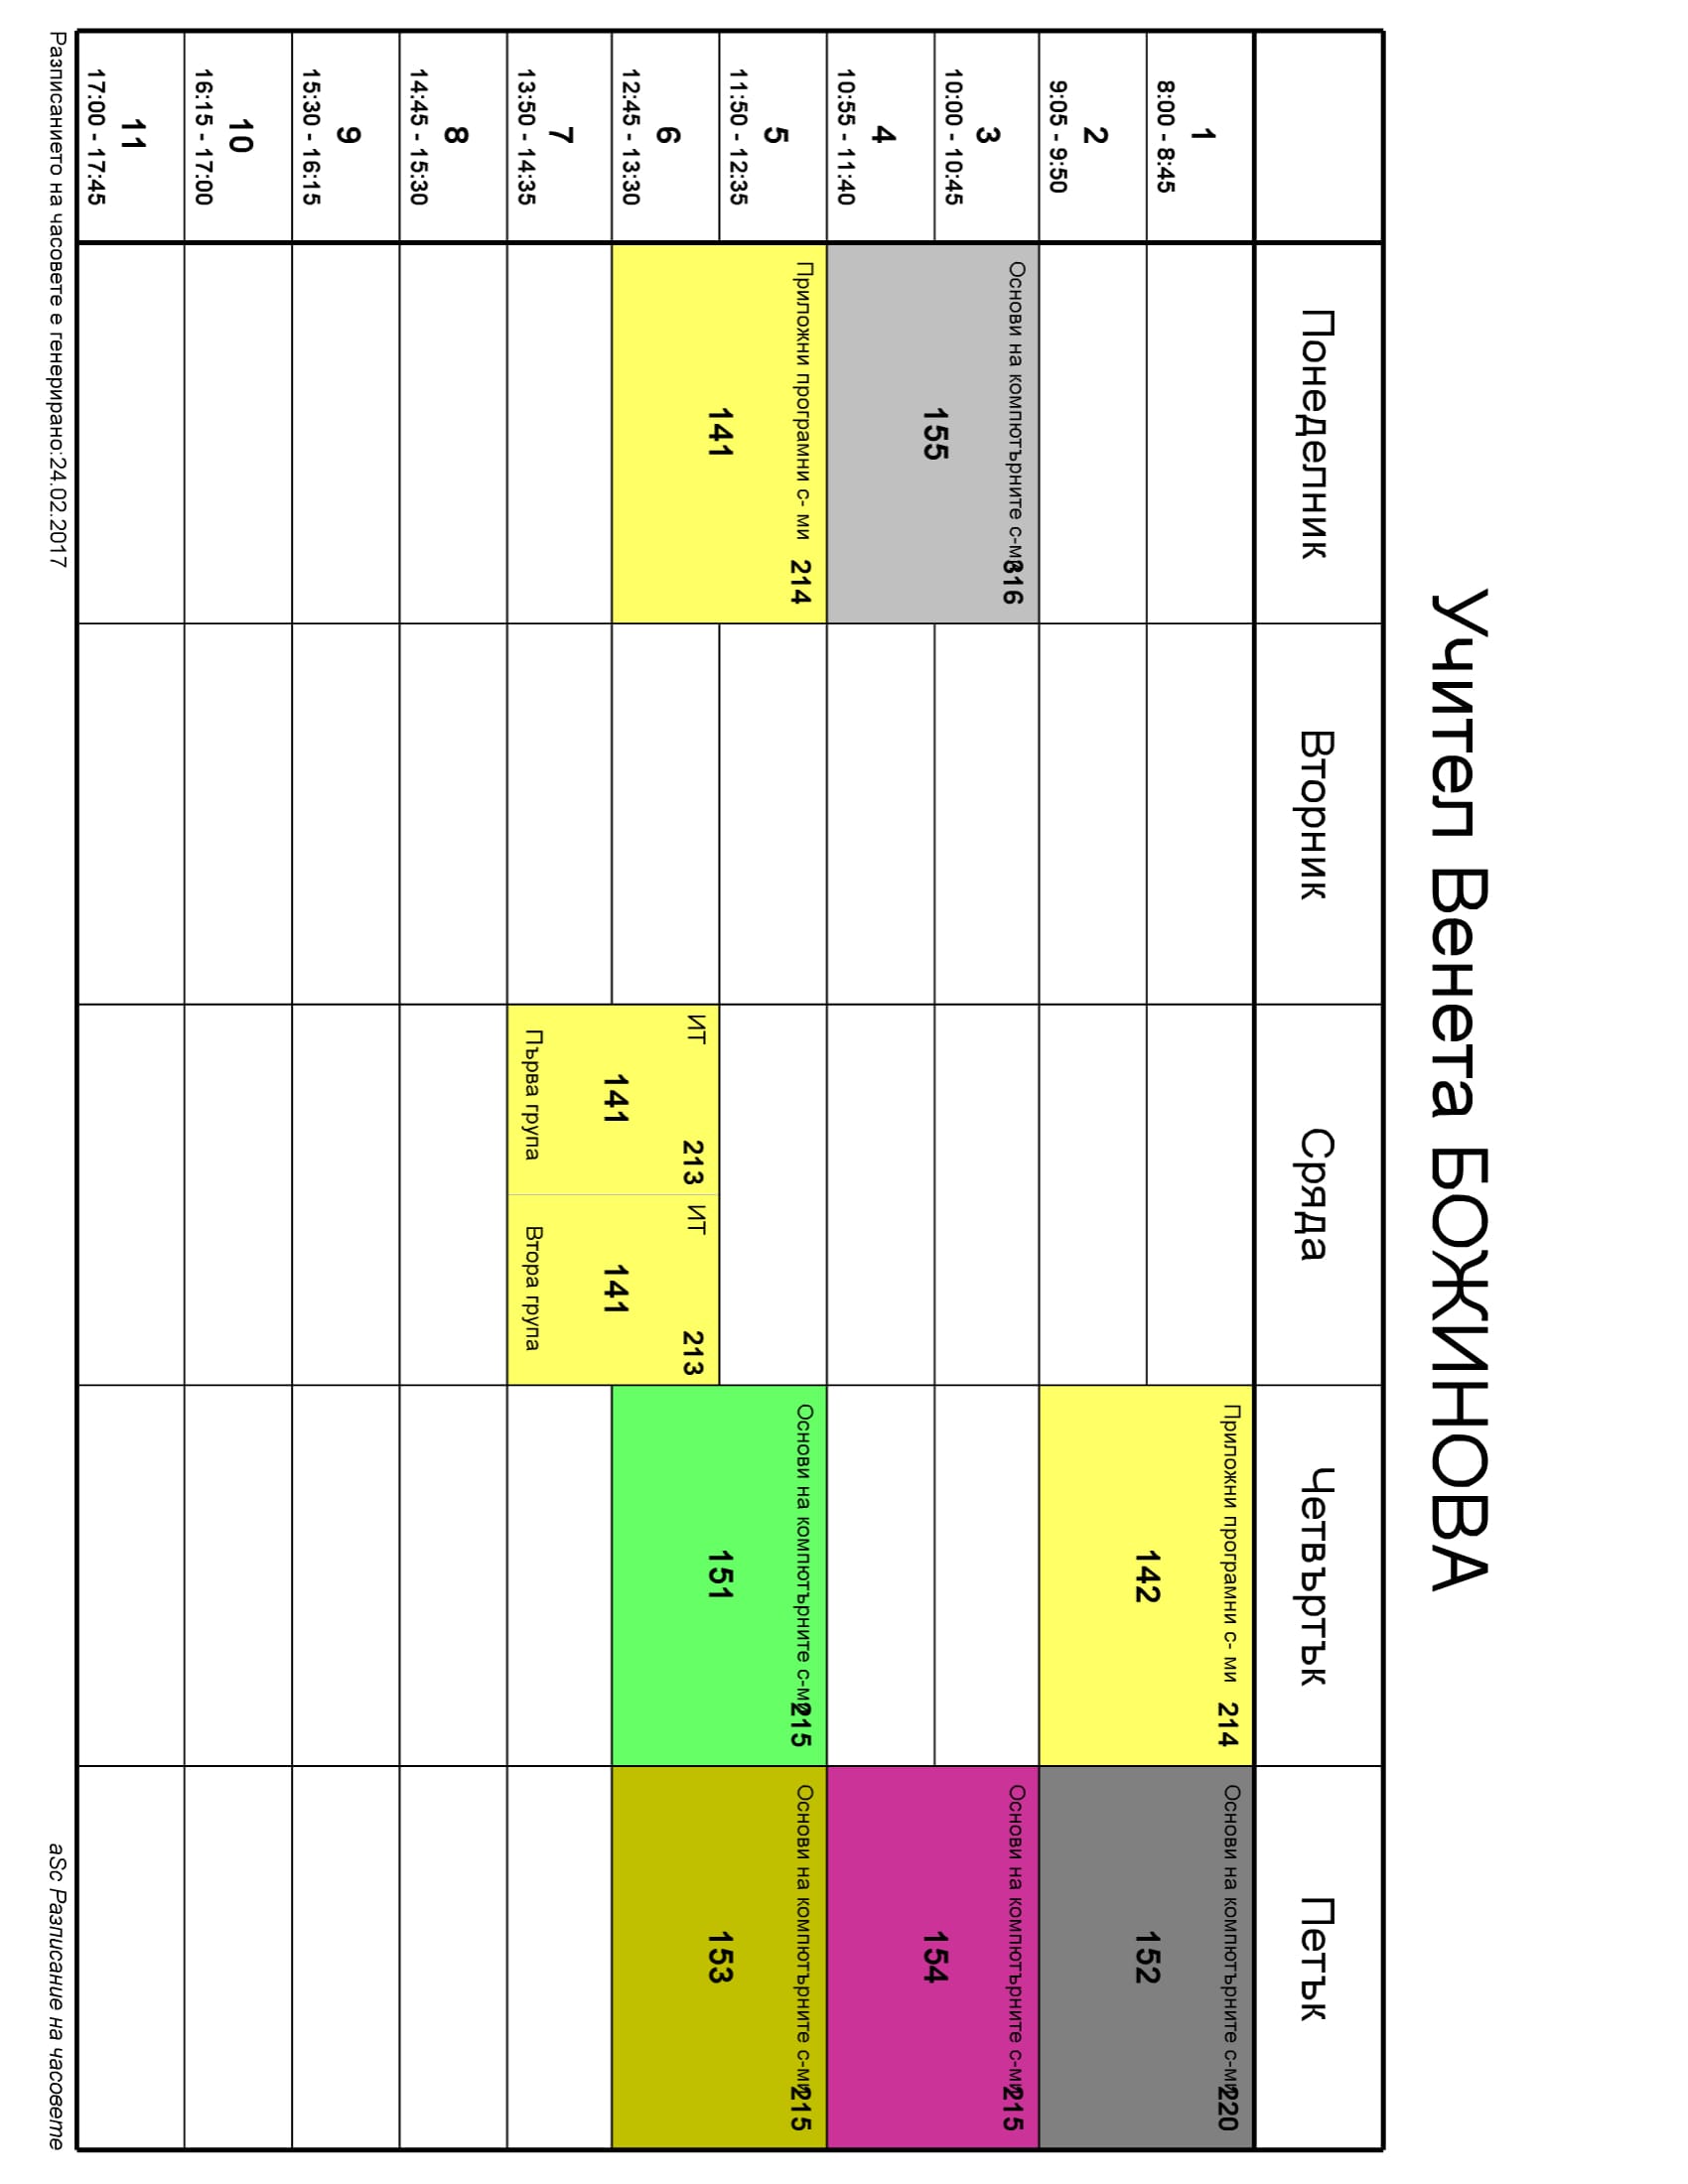 Учител Венета БОЖИНОВА
Понеделник Вторник Сряда Четвъртък Петък
1
8:00 - 8:45
Приложни програмни с- ми 214
142
Основи на компютърните с-ми 220
152
2
9:05 - 9:50
3
10:00 - 10:45
Основи на компютърните с-ми 316
155
Основи на компютърните с-ми 215
154
4
10:55 - 11:40
5
11:50 - 12:35
Приложни програмни с- ми 214
141
Основи на компютърните с-ми 215
151
Основи на компютърните с-ми 215
153
6
12:45 - 13:30
ИТ 213
141
Първа група
ИТ 213
141
Втора група
7
13:50 - 14:35
8
14:45 - 15:30
9
15:30 - 16:15
10
16:15 - 17:00
11
17:00 - 17:45
Разписанието на часовете е генерирано:24.02.2017
aSc Разписание на часовете